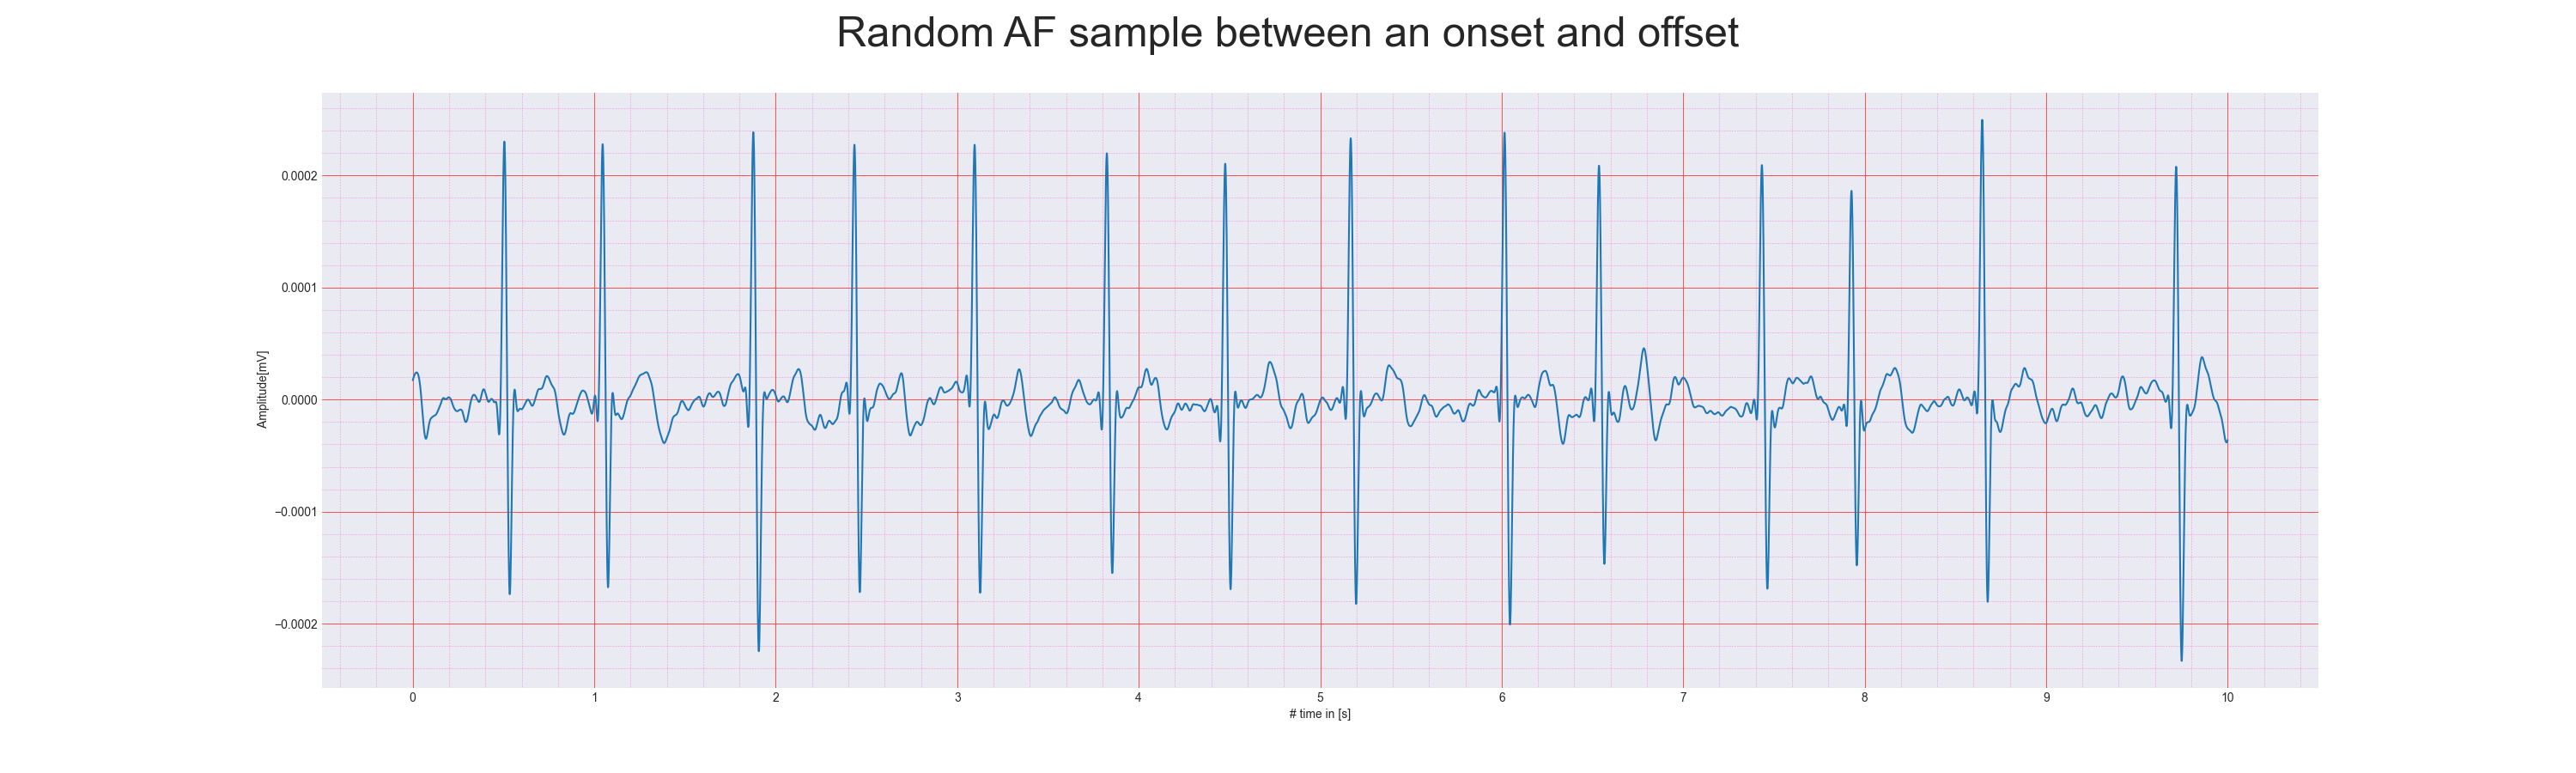 Random AF sample between an onset and offset
0.0002
0.0001
0.0000
−0.0001
−0.0002
Amplitude[mV]
0 1 2 3 4 5 6 7 8 9 10
# time in [s]